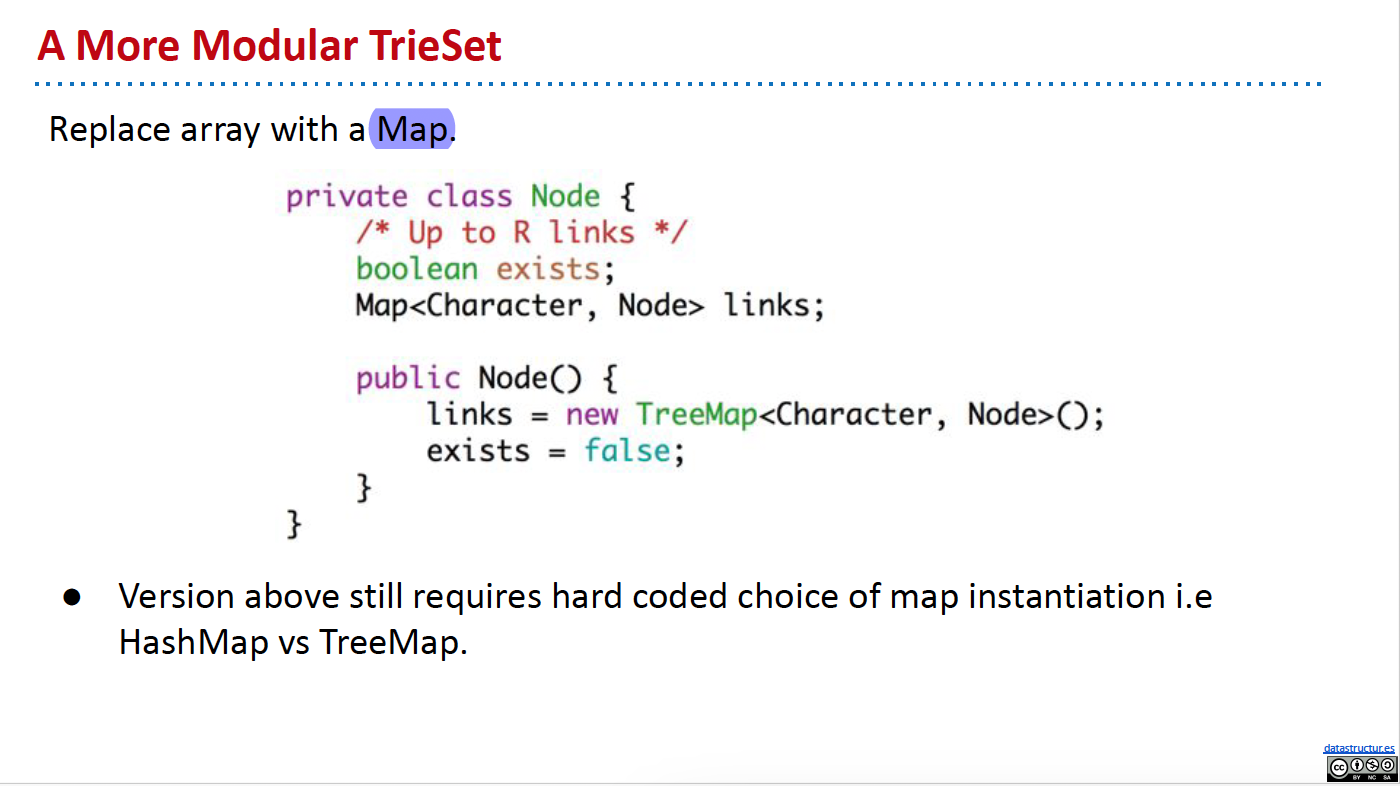 A More Modular TrieSet
Replace array with a Map.
private class Node {
/* Up to R links */
boolean exists;
Map<Character, Node> links;
public Node() {
links = new TreeMap<Character, Node>();
exists = false;
}
}
● Version above still requires hard coded choice of map instantiation i.e
HashMap vs TreeMap.
datastructur.es
cc
BY NC SA